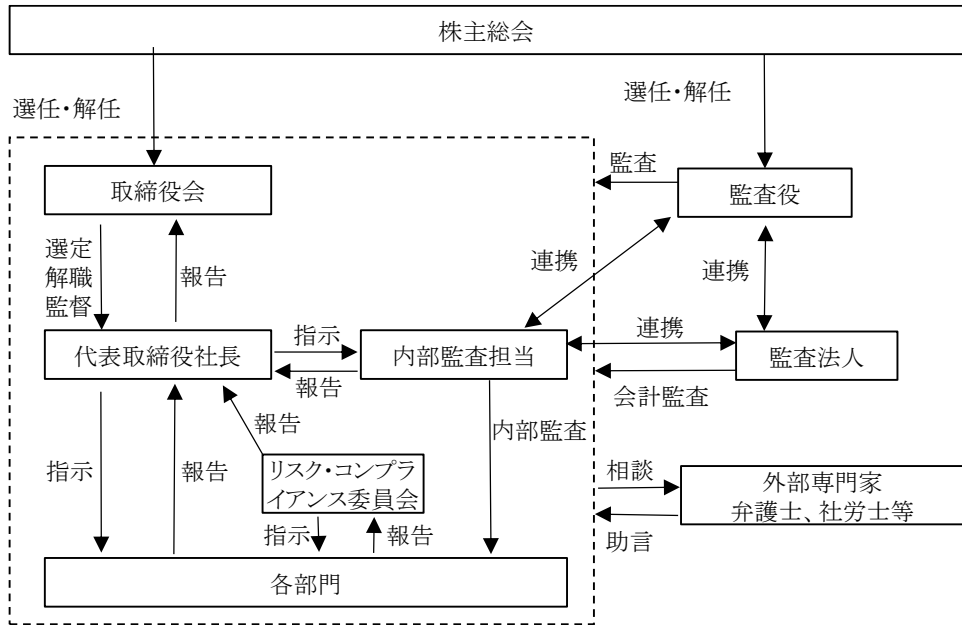 株主総会
選任・解任
選任・解任
取締役会
監査
監査役
選定
解職
監督
報告
連携
連携
代表取締役社長
指示
報告
内部監査担当
連携
監査法人
会計監査
報告
内部監査
指示
報告
リスク・コンプラ
イアンス委員会
相談
外部専門家
弁護士、社労士等
助言
指示
報告
各部門